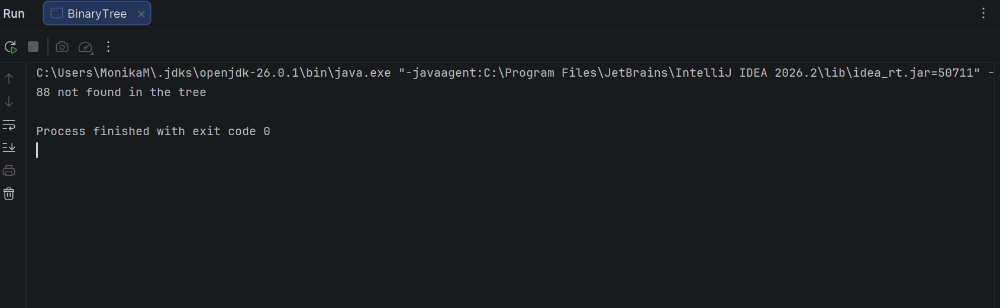 Run BinaryTree
C:\Users\MonikaM\.jdks\openjdk-26.0.1\bin\java.exe "-javaagent:C:\Program Files\JetBrains\IntelliJ IDEA 2026.2\lib\idea_rt.jar=50711" -
88 not found in the tree
Process finished with exit code 0